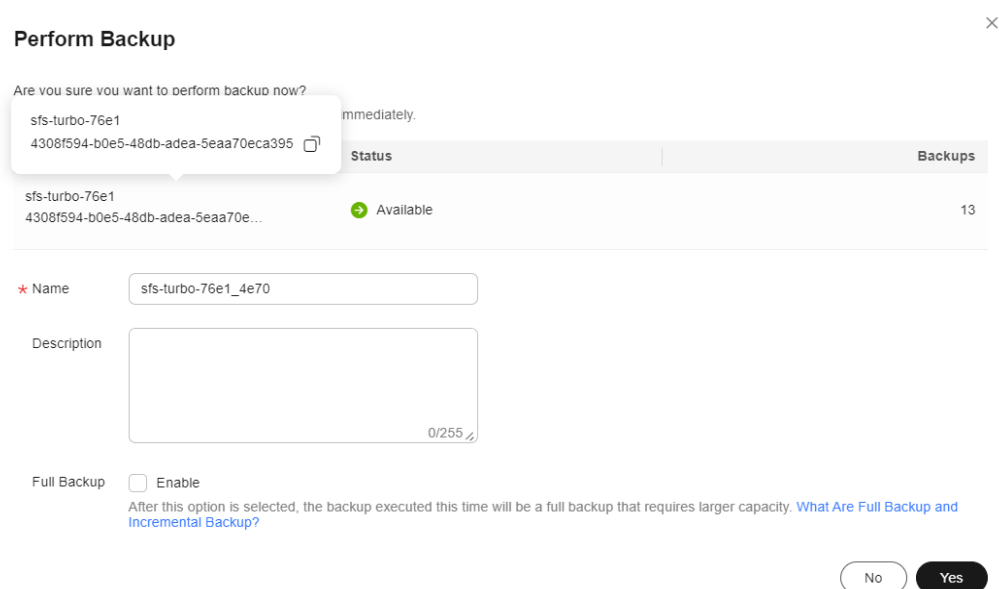 Perform Backup
Are you sure you want to perform backup now?
mmediately.
sfs-turbo-76e1
4308f594-b0e5-48db-adea-5eaa70eca395
Status Backups
sfs-turbo-76e1
4308f594-b0e5-48db-adea-5eaa70e...
Available
13
* Name
sfs-turbo-76e1_4e70
Description
0/255
Full Backup
Enable
After this option is selected, the backup executed this time will be a full backup that requires larger capacity. What Are Full Backup and
Incremental Backup?
No Yes